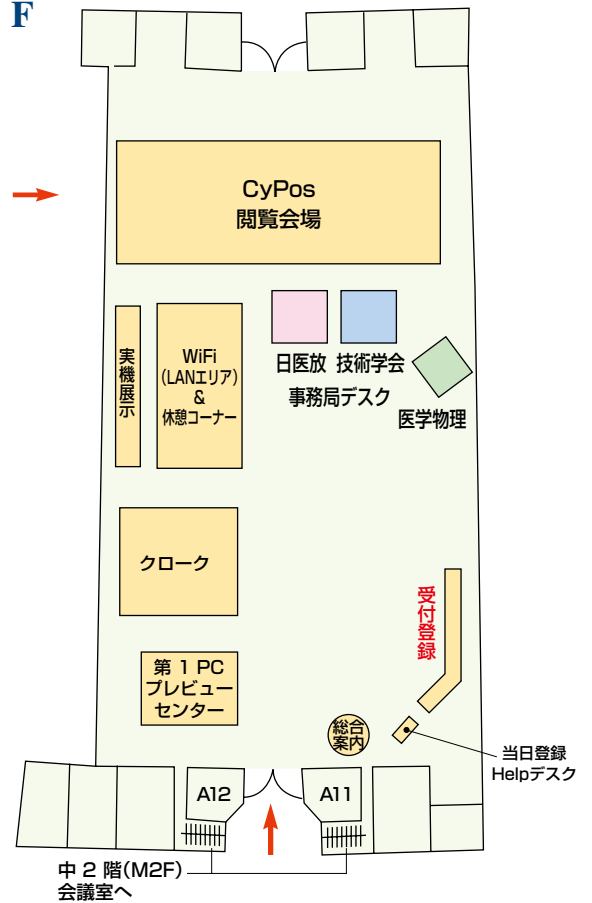 F
CyPos
閲覧会場
実機展示
WiFi
(LANエリア)
&
休憩コーナー
日医放 技術学会
事務局デスク
医学物理
クローク
受付登録
第 1 PC
プレビュー
センター
総合
案内
当日登録
Helpデスク
A12
A11
中 2 階(M2F)
会議室へ